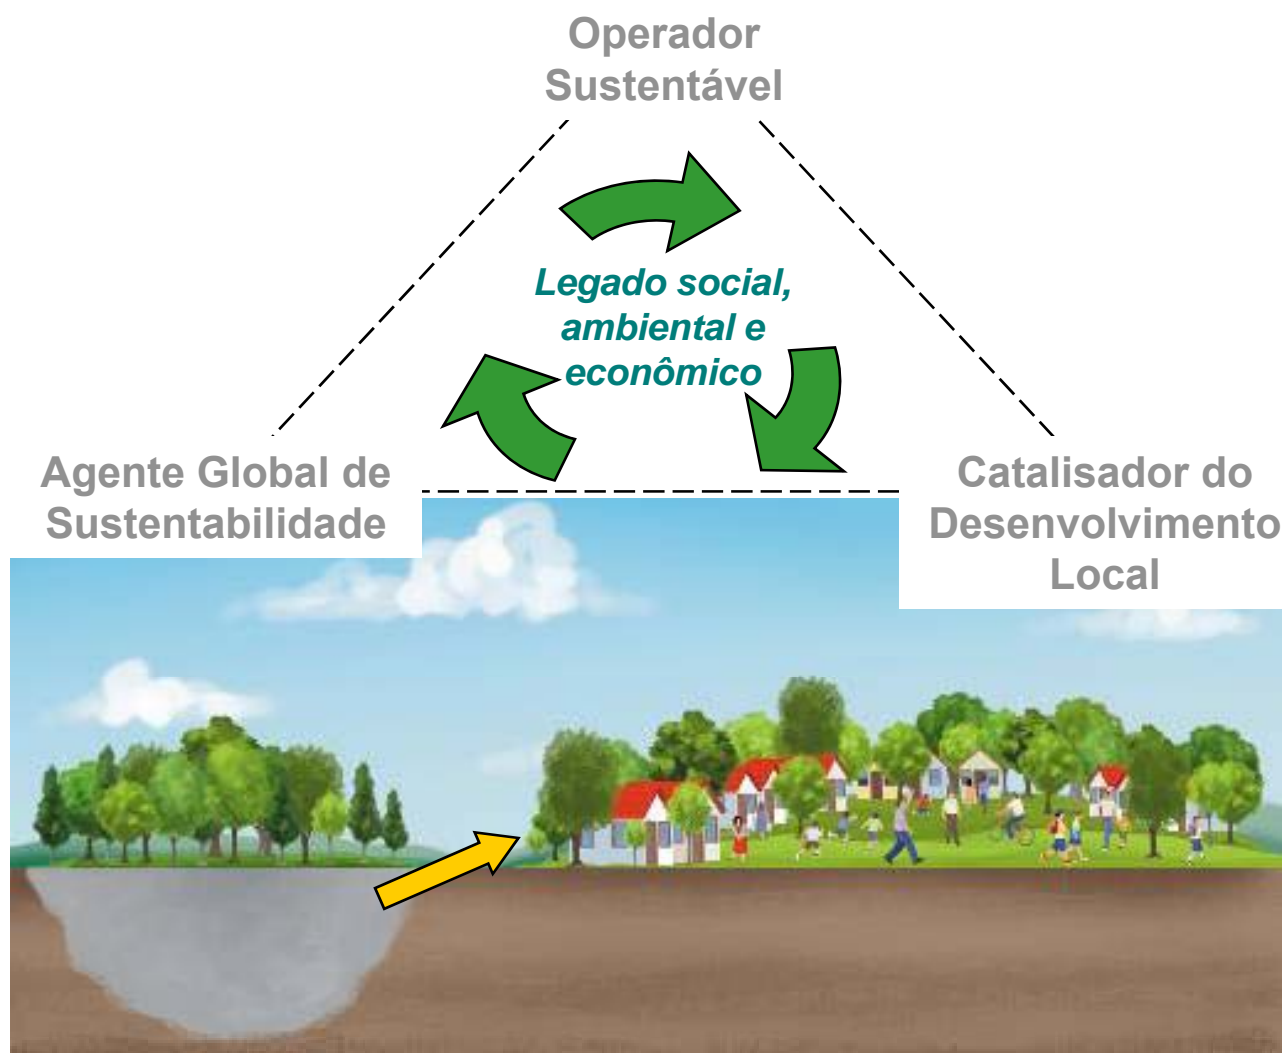 Operador
Sustentável
Legado social,
ambiental e
econômico
Agente Global de
Sustentabilidade
Catalisador do
Desenvolvimento
Local